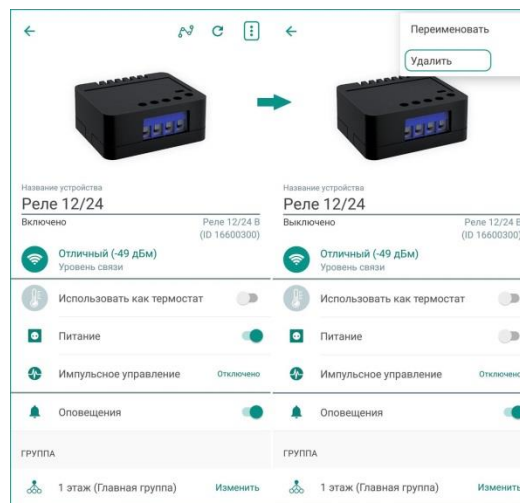 Название устройства
Реле 12/24
Включено
Реле 12/24 В
(ID 16600300)
Отличный (-49 дБм)
Уровень связи
Использовать как термостат
Питание
Импульсное управление
Отключено
Оповещения
ГРУППА
1 этаж (Главная группа)
Изменить
Переименовать
Удалить
Название устройства
Реле 12/24
Выключено
Реле 12/24 В
(ID 16600300)
Отличный (-49 дБм)
Уровень связи
Использовать как термостат
Питание
Импульсное управление
Отключено
Оповещения
ГРУППА
1 этаж (Главная группа)
Изменить